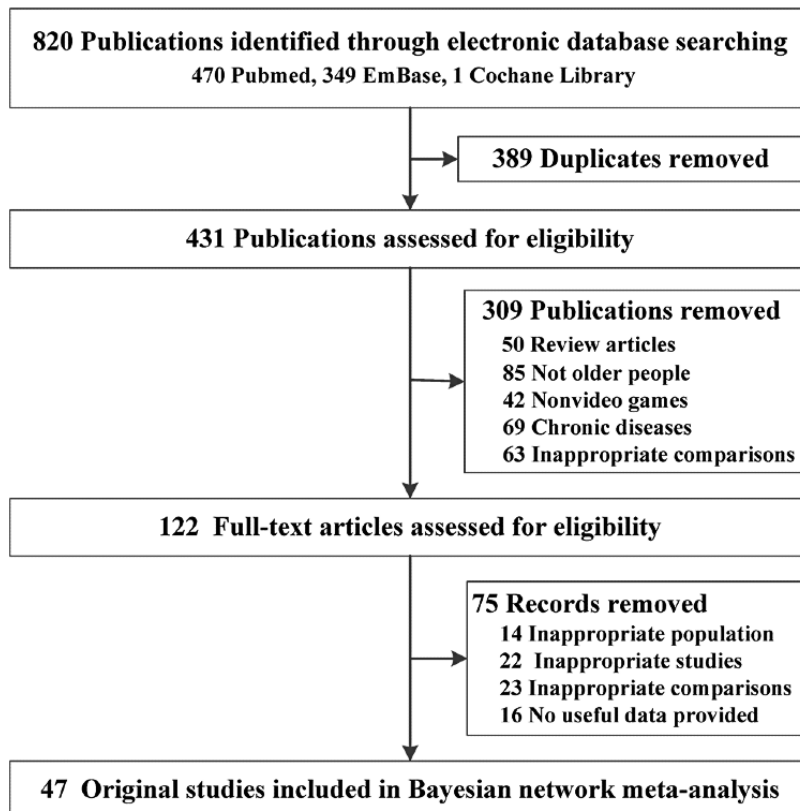 820 Publications identified through electronic database searching
470 Pubmed, 349 EmBase, 1 Cochane Library
389 Duplicates removed
431 Publications assessed for eligibility
309 Publications removed
50 Review articles
85 Not older people
42 Nonvideo games
69 Chronic diseases
63 Inappropriate comparisons
122 Full-text articles assessed for eligibility
75 Records removed
14 Inappropriate population
22 Inappropriate studies
23 Inappropriate comparisons
16 No useful data provided
47 Original studies included in Bayesian network meta-analysis